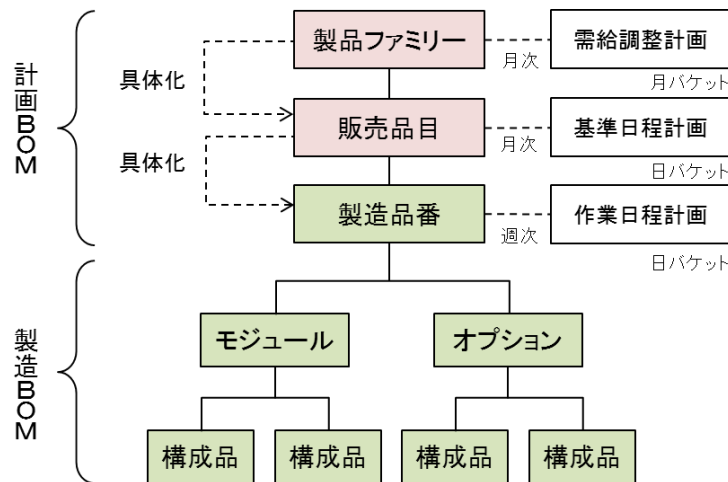 製品ファミリー
需給調整計画
月次
月バケット
具体化
計画BOM
販売品目
基準日程計画
月次
日バケット
具体化
製造品番
作業日程計画
週次
日バケット
製造BOM
モジュール
オプション
構成品
構成品
構成品
構成品